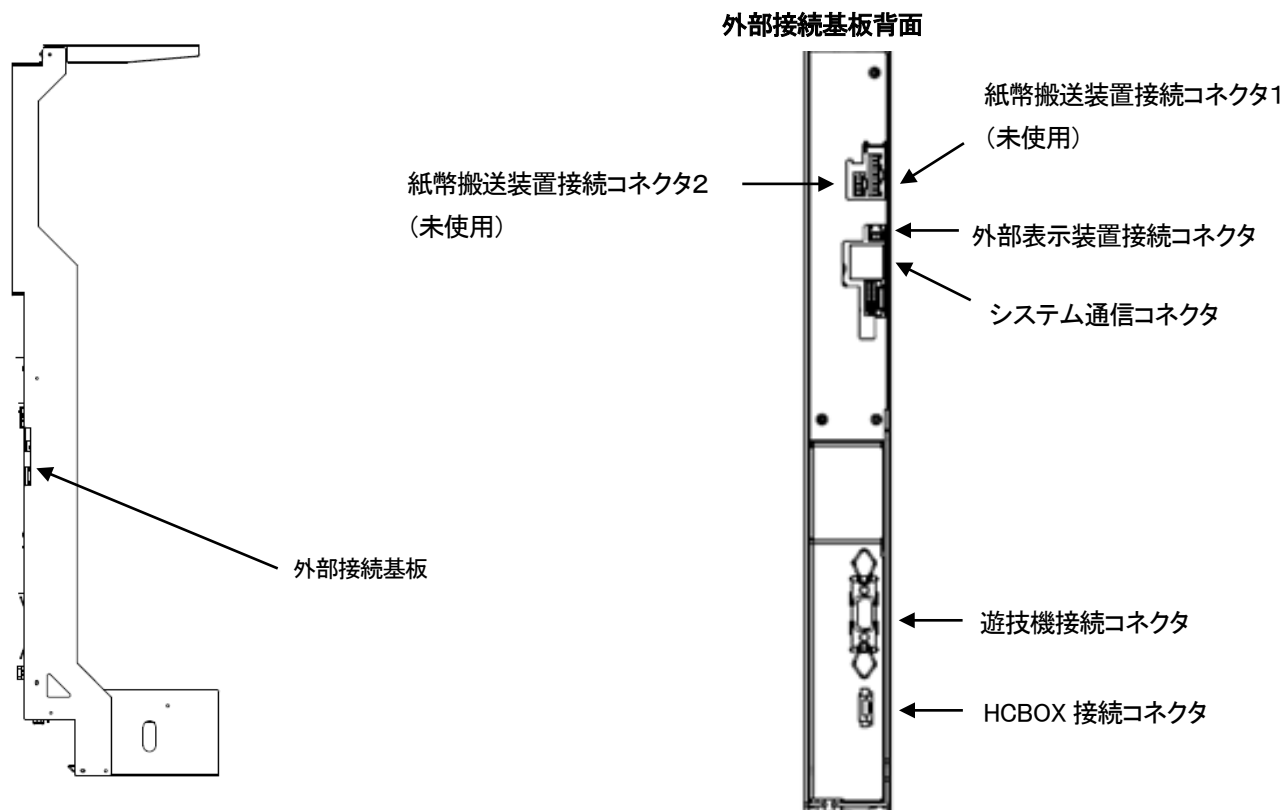 外部接続基板背面
紙幣搬送装置接続コネクタ1
（未使用）
紙幣搬送装置接続コネクタ2
（未使用）
外部表示装置接続コネクタ
システム通信コネクタ
外部接続基板
遊技機接続コネクタ
HCBOX 接続コネクタ